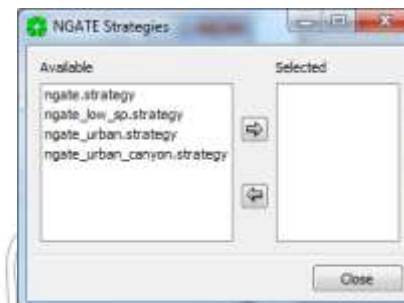 NGATE Strategies
Available
Selected
ngate.strategy
ngate_low_sp.strategy
ngate_urban.strategy
ngate_urban_canyon.strategy
Close